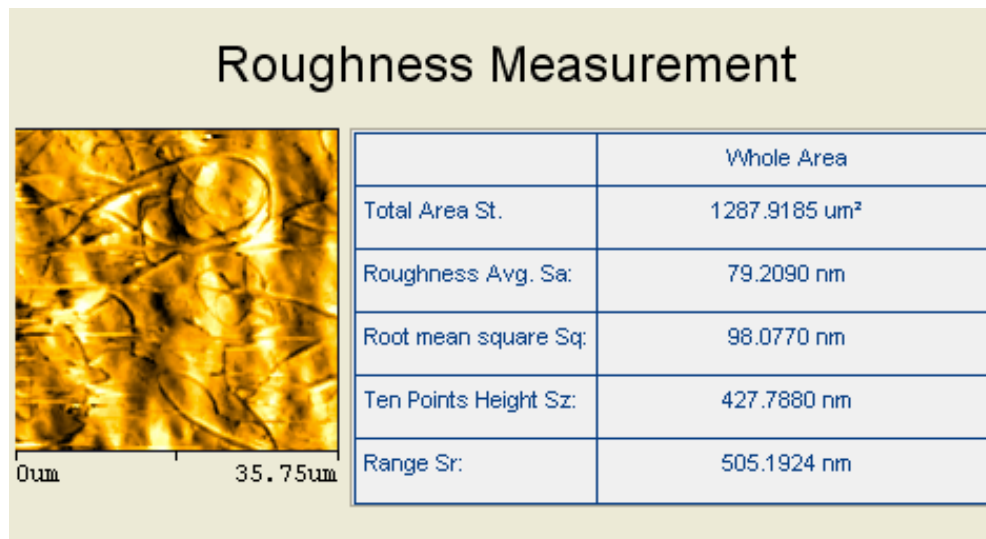 Roughness Measurement
Whole Area
Total Area St. 1287.9185 um²
Roughness Avg. Sa: 79.2090 nm
Root mean square Sq: 98.0770 nm
Ten Points Height Sz: 427.7880 nm
Range Sr: 505.1924 nm
0um 35.75um